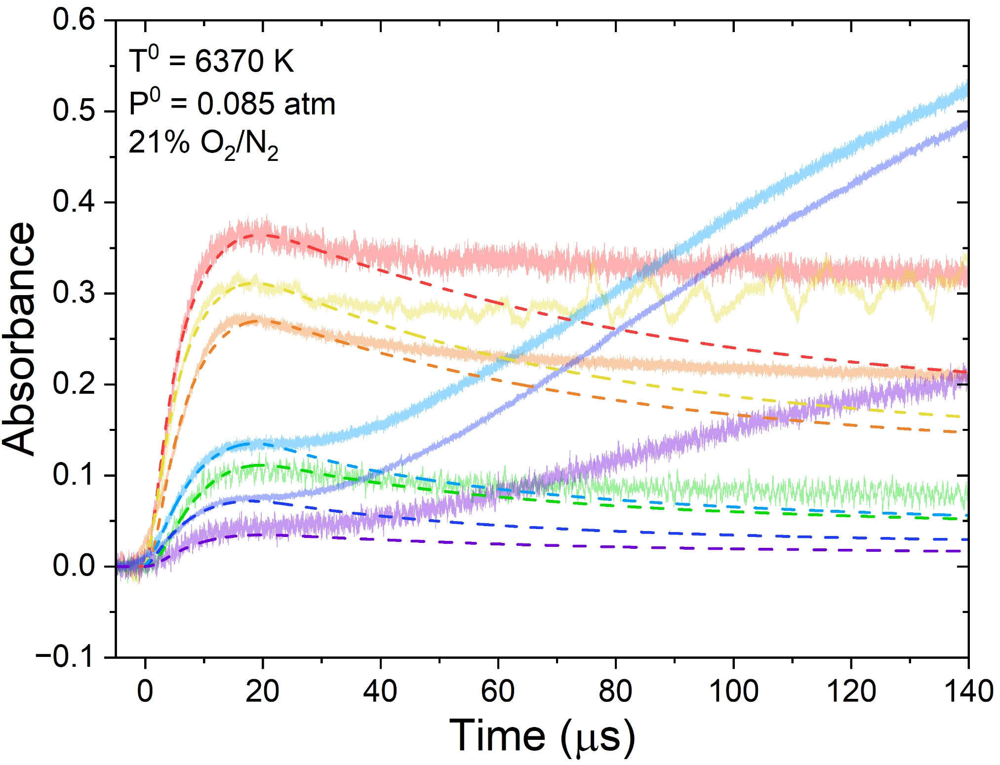 0.6
0.5
0.4
0.3
0.2
0.1
0.0
−0.1
Absorbance
T⁰ = 6370 K
P⁰ = 0.085 atm
21% O₂/N₂
0 20 40 60 80 100 120 140
Time (μs)